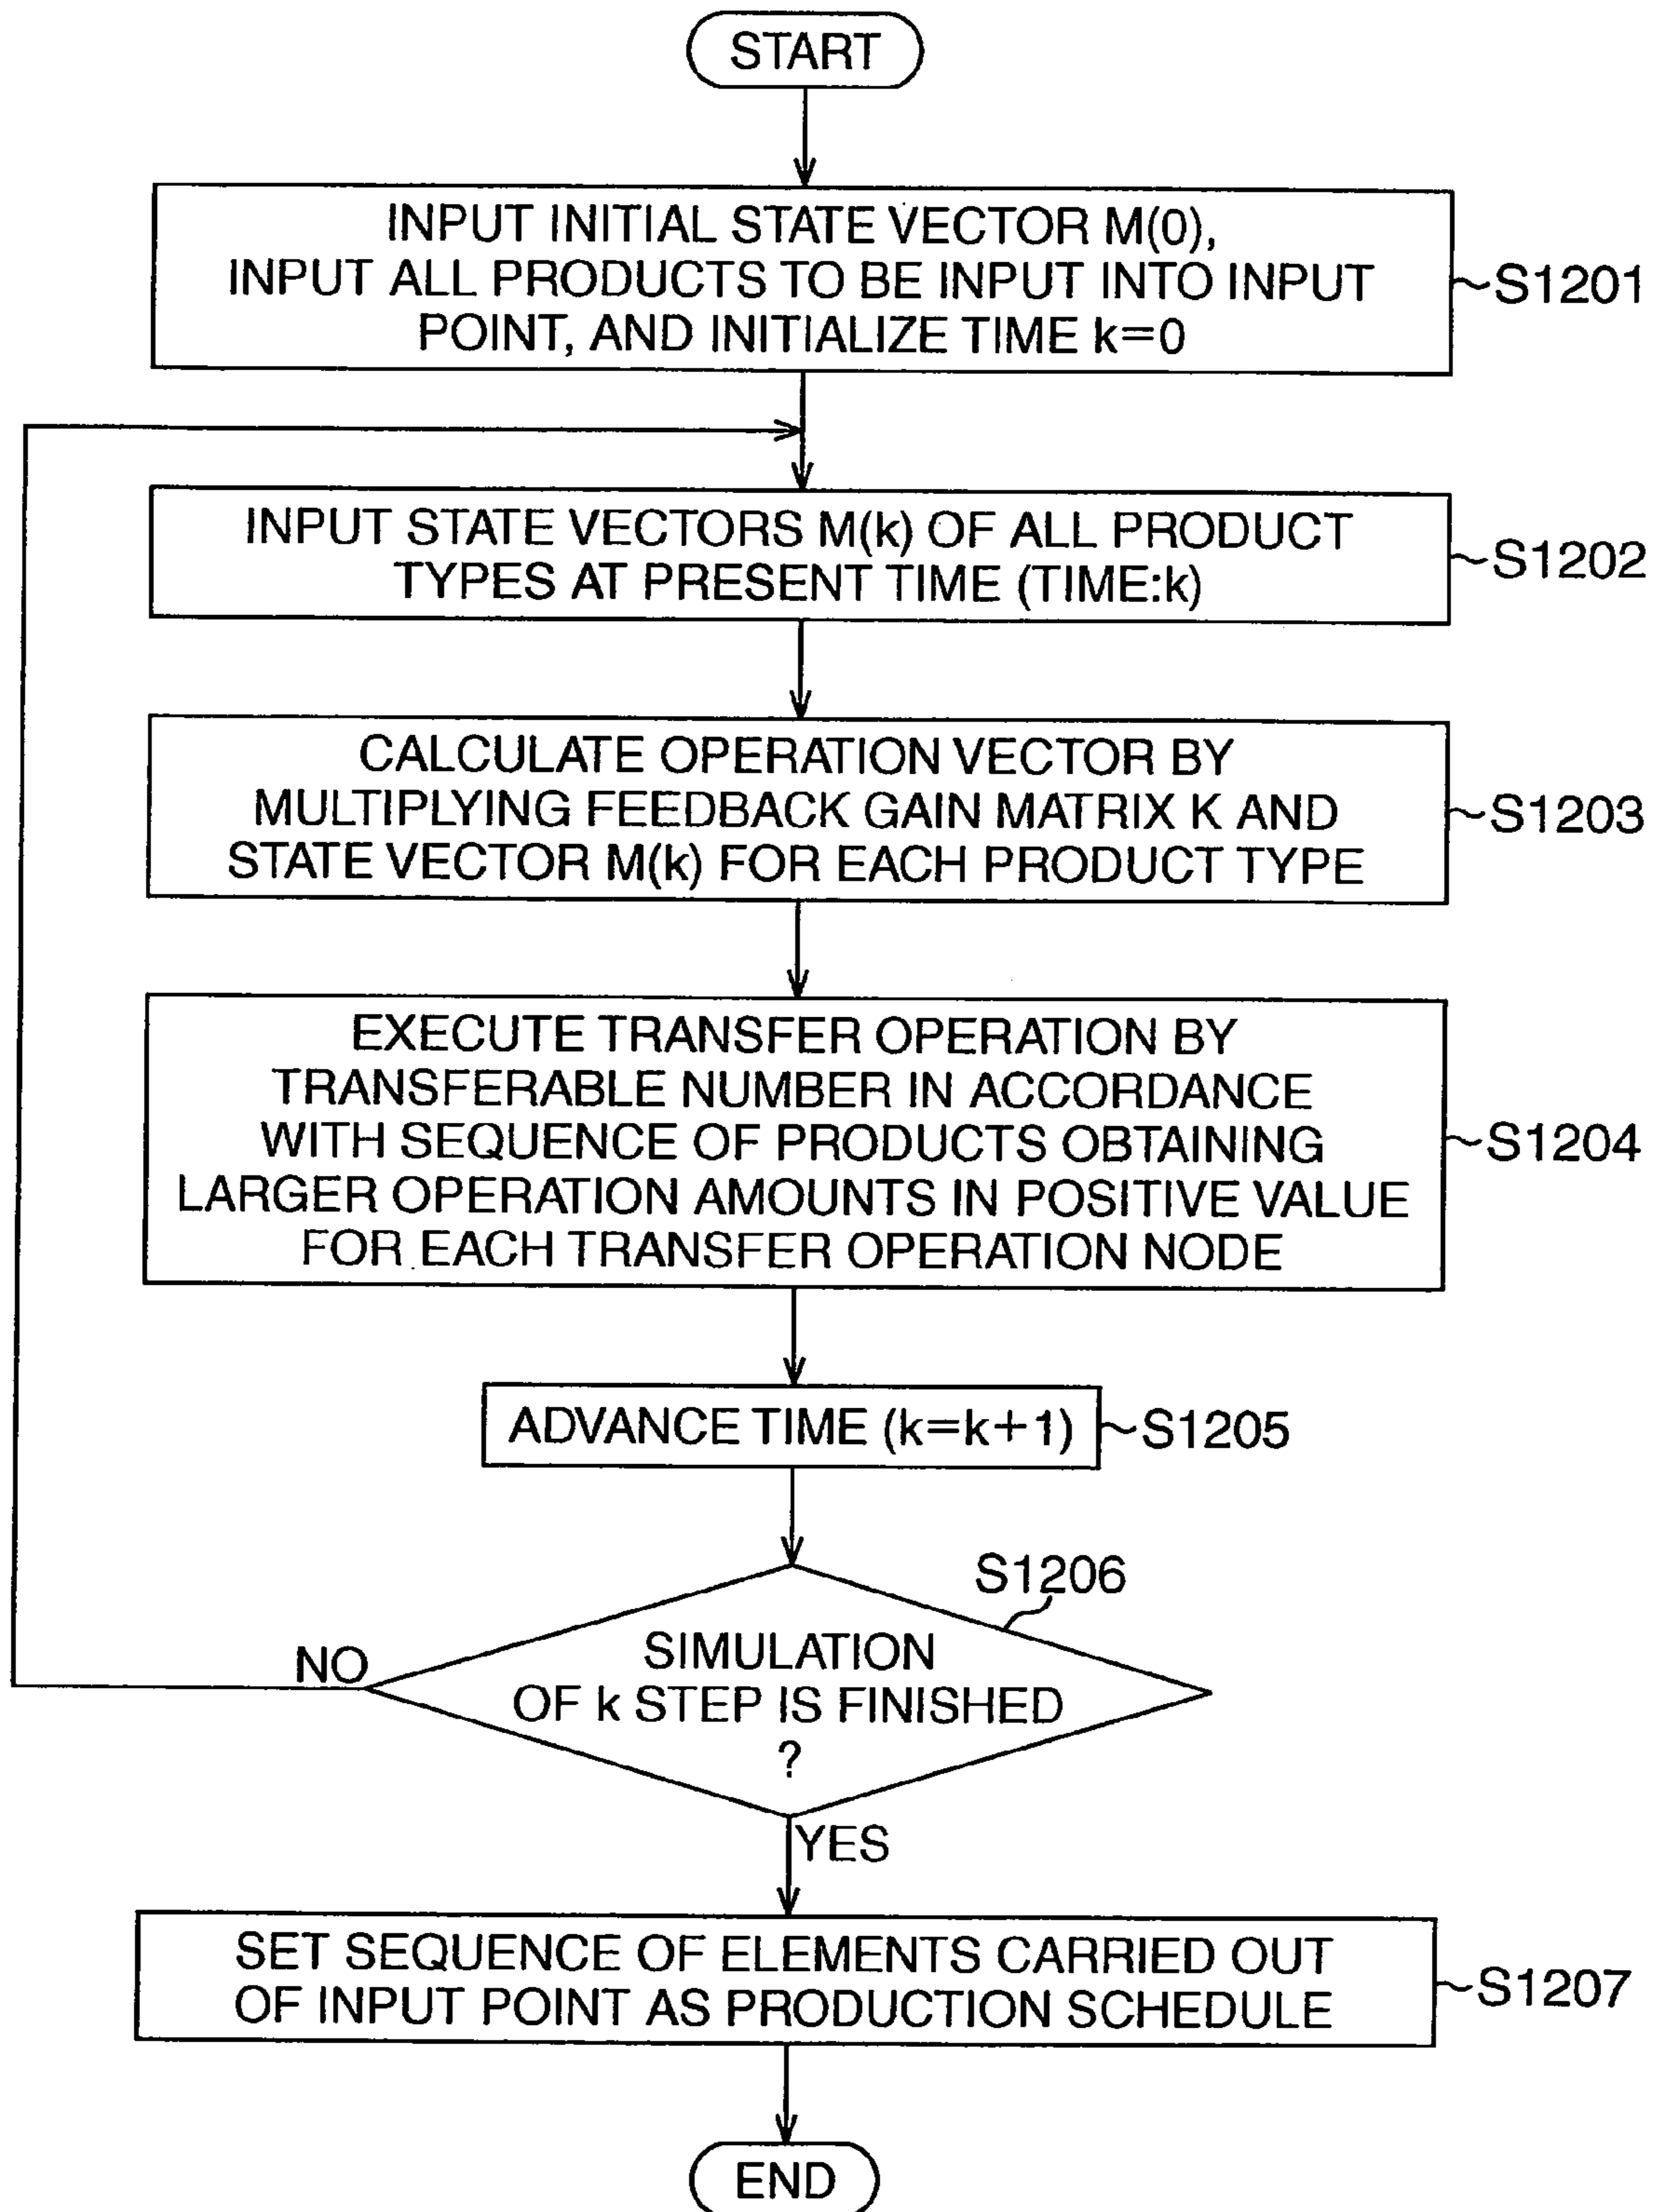 START
INPUT INITIAL STATE VECTOR M(0),
INPUT ALL PRODUCTS TO BE INPUT INTO INPUT
POINT, AND INITIALIZE TIME k=0
S1201
INPUT STATE VECTORS M(k) OF ALL PRODUCT
TYPES AT PRESENT TIME (TIME:k)
S1202
CALCULATE OPERATION VECTOR BY
MULTIPLYING FEEDBACK GAIN MATRIX K AND
STATE VECTOR M(k) FOR EACH PRODUCT TYPE
S1203
EXECUTE TRANSFER OPERATION BY
TRANSFERABLE NUMBER IN ACCORDANCE
WITH SEQUENCE OF PRODUCTS OBTAINING
LARGER OPERATION AMOUNTS IN POSITIVE VALUE
FOR EACH TRANSFER OPERATION NODE
S1204
ADVANCE TIME (k=k+1)
S1205
S1206
SIMULATION
OF k STEP IS FINISHED
?
NO
YES
SET SEQUENCE OF ELEMENTS CARRIED OUT
OF INPUT POINT AS PRODUCTION SCHEDULE
S1207
END